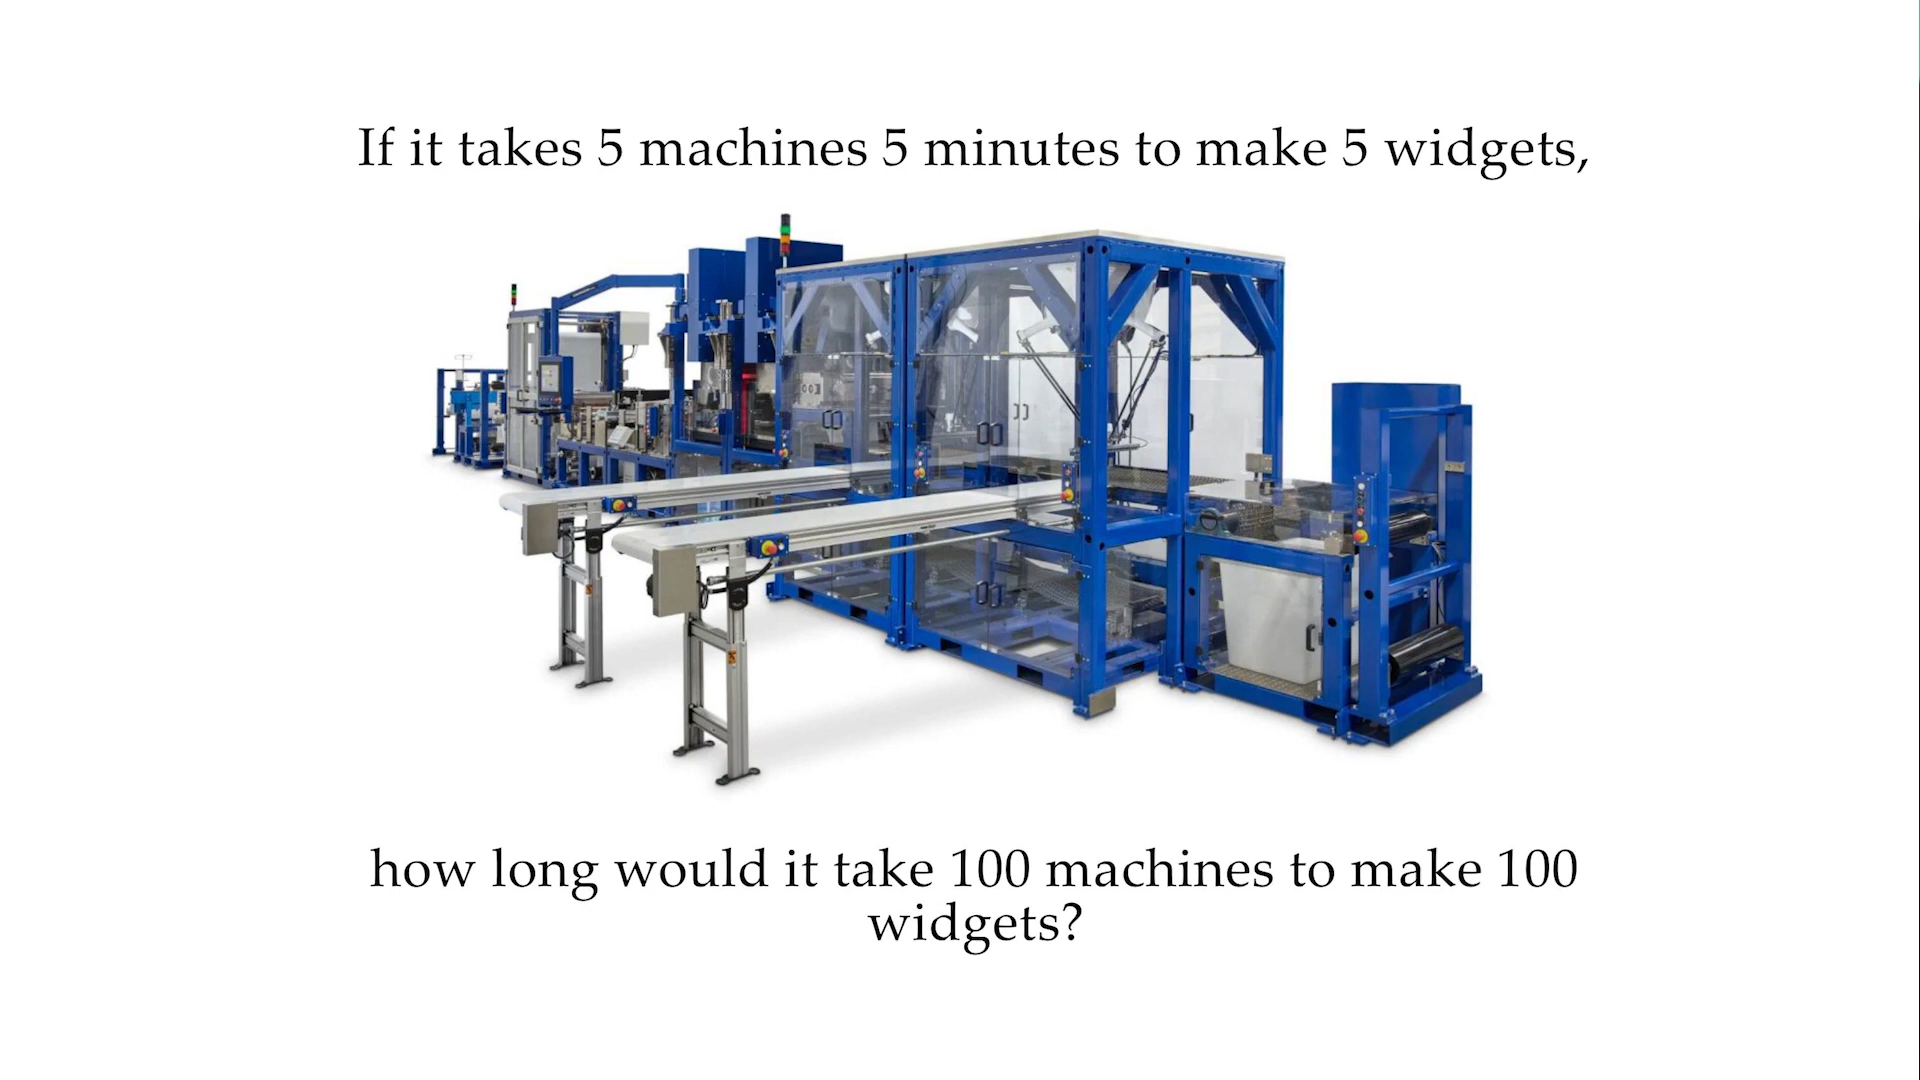 If it takes 5 machines 5 minutes to make 5 widgets,
how long would it take 100 machines to make 100
widgets?